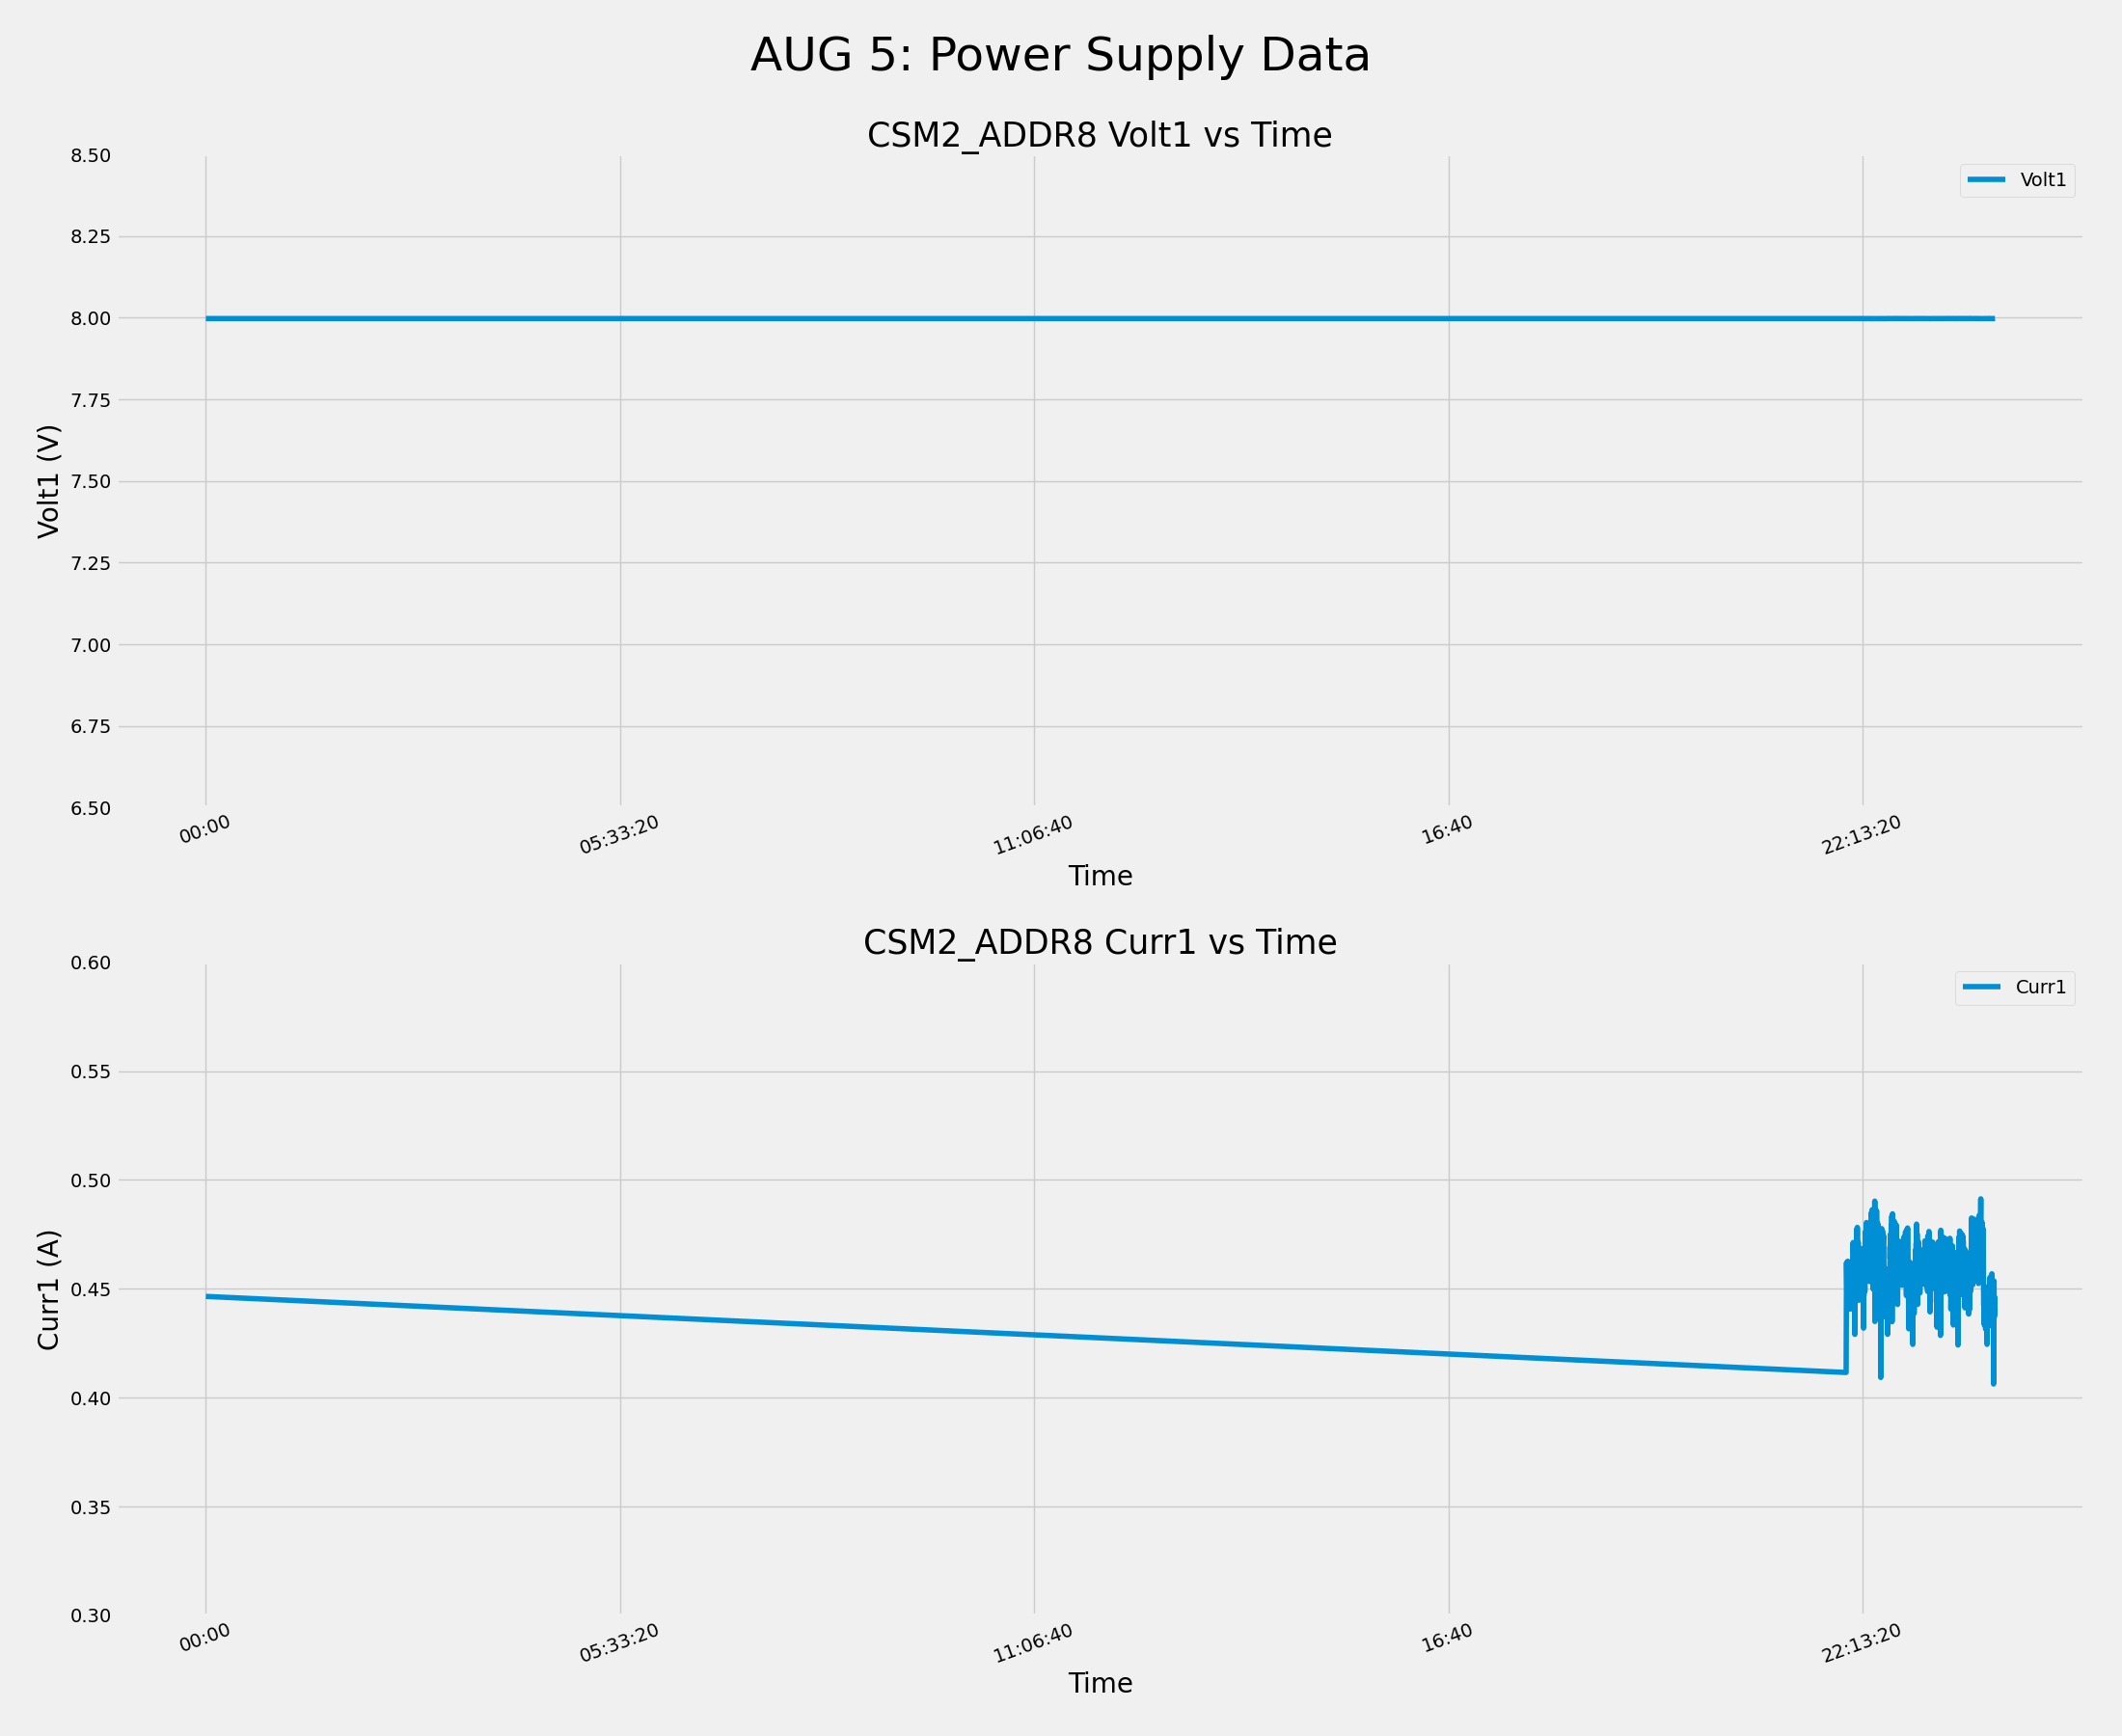 AUG 5: Power Supply Data
CSM2_ADDR8 Volt1 vs Time
8.50
8.25
8.00
7.75
7.50
7.25
7.00
6.75
6.50
Volt1 (V)
Volt1
00:00
05:33:20
11:06:40
16:40
22:13:20
Time
CSM2_ADDR8 Curr1 vs Time
0.60
0.55
0.50
0.45
0.40
0.35
0.30
Curr1 (A)
Curr1
00:00
05:33:20
11:06:40
16:40
22:13:20
Time